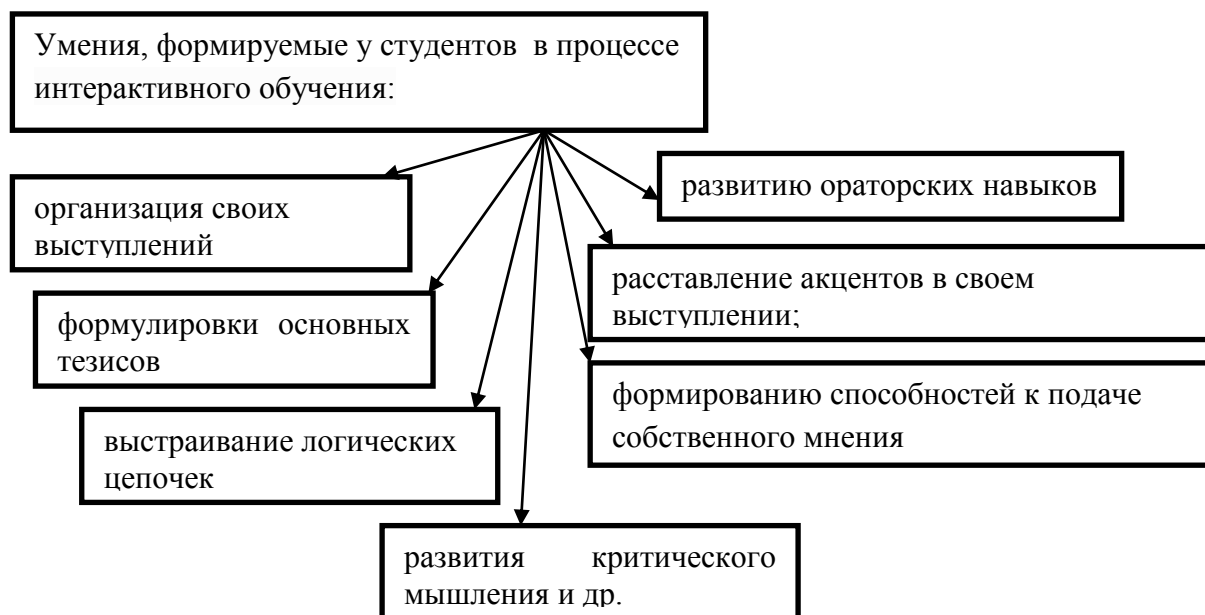 Умения, формируемые у студентов в процессе
интерактивного обучения:
организация своих
выступлений
развитию ораторских навыков
расставление акцентов в своем
выступлении;
формулировки основных
тезисов
формированию способностей к подаче
собственного мнения
выстраивание логических
цепочек
развития критического
мышления и др.